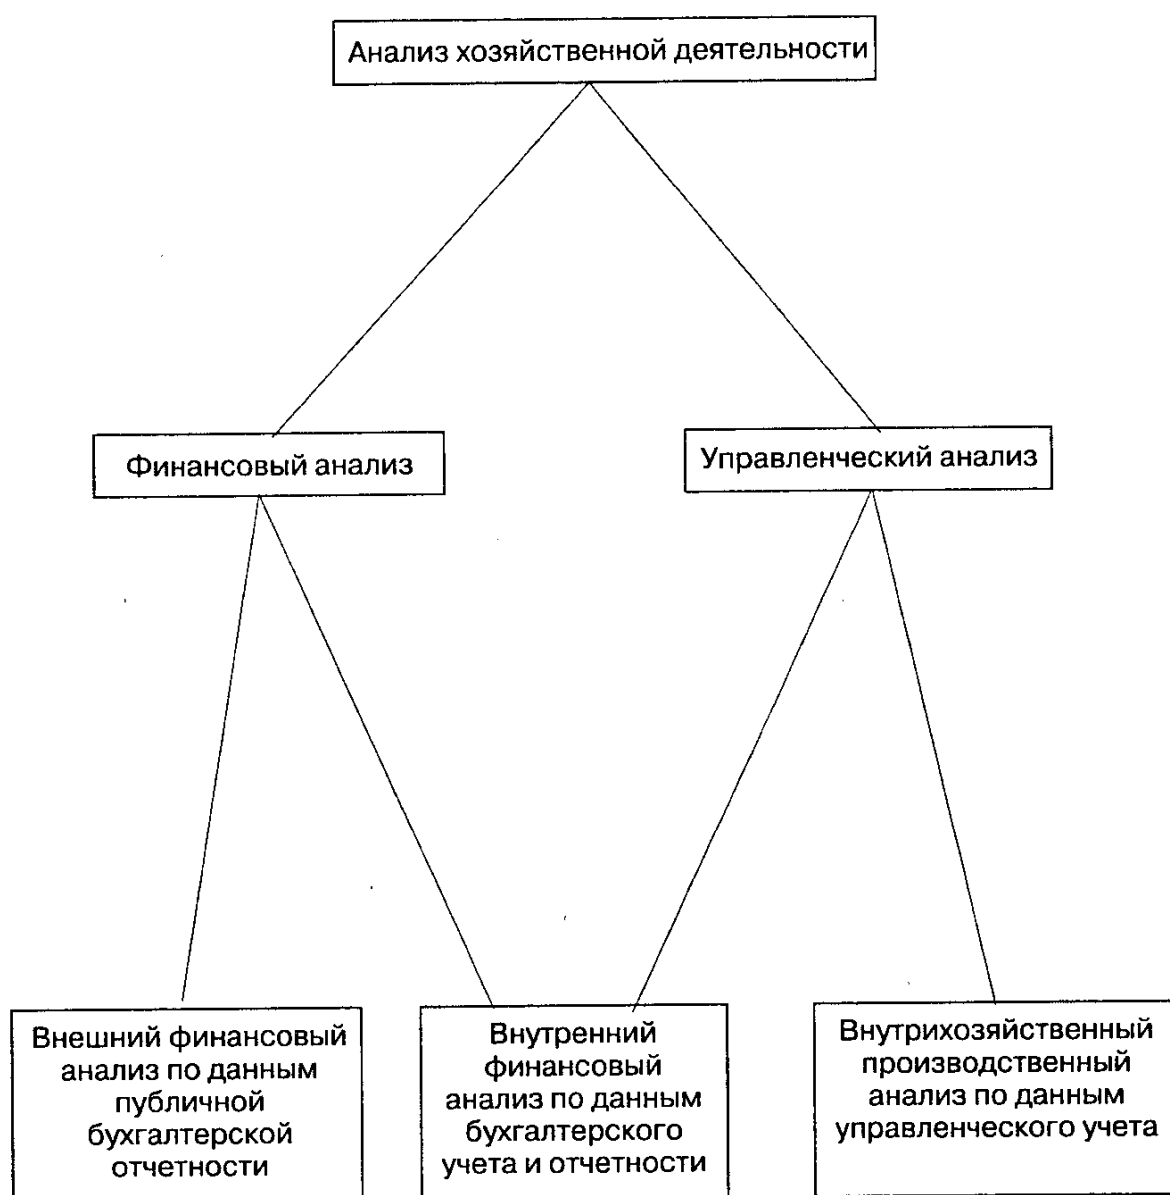 Анализ хозяйственной деятельности
Финансовый анализ
Управленческий анализ
Внешний финансовый
анализ по данным
публичной
бухгалтерской
отчетности
Внутренний
финансовый
анализ по данным
бухгалтерского
учета и отчетности
Внутрихозяйственный
производственный
анализ по данным
управленческого учета